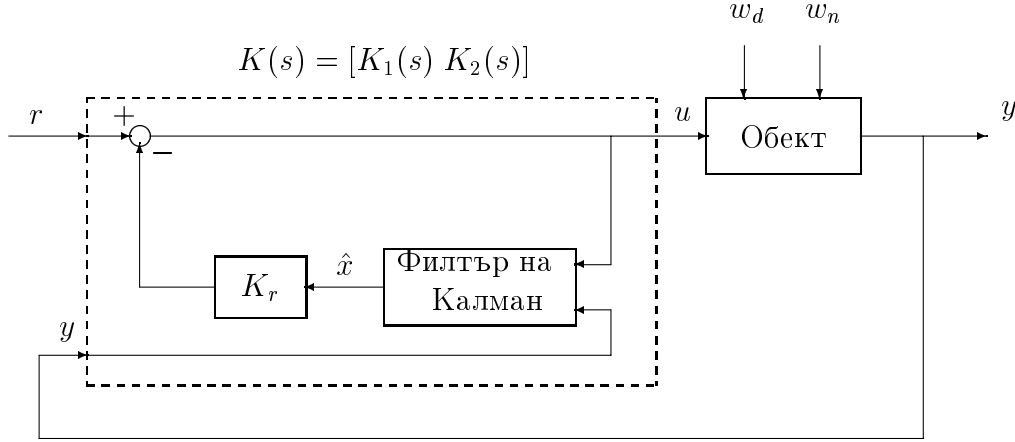 w_d w_n
K(s) = [K_1(s) K_2(s)]
r + − u Обект y
K_r x̂ Филтър на
Калман
y